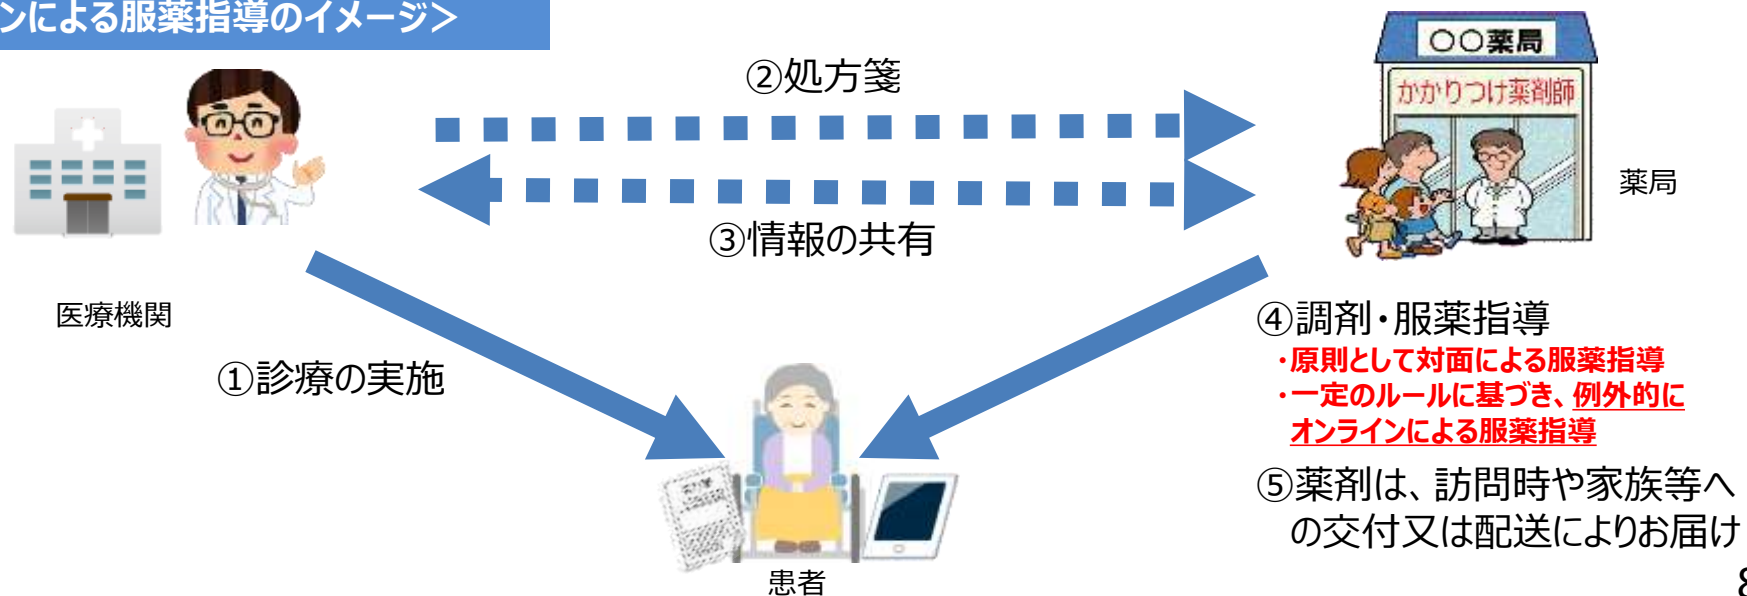 ンによる服薬指導のイメージ＞
②処方箋
〇〇薬局
かかりつけ薬剤師
薬局
③情報の共有
医療機関
①診療の実施
④調剤・服薬指導
・原則として対面による服薬指導
・一定のルールに基づき、例外的に
オンラインによる服薬指導
⑤薬剤は、訪問時や家族等へ
の交付又は配送によりお届け
患者